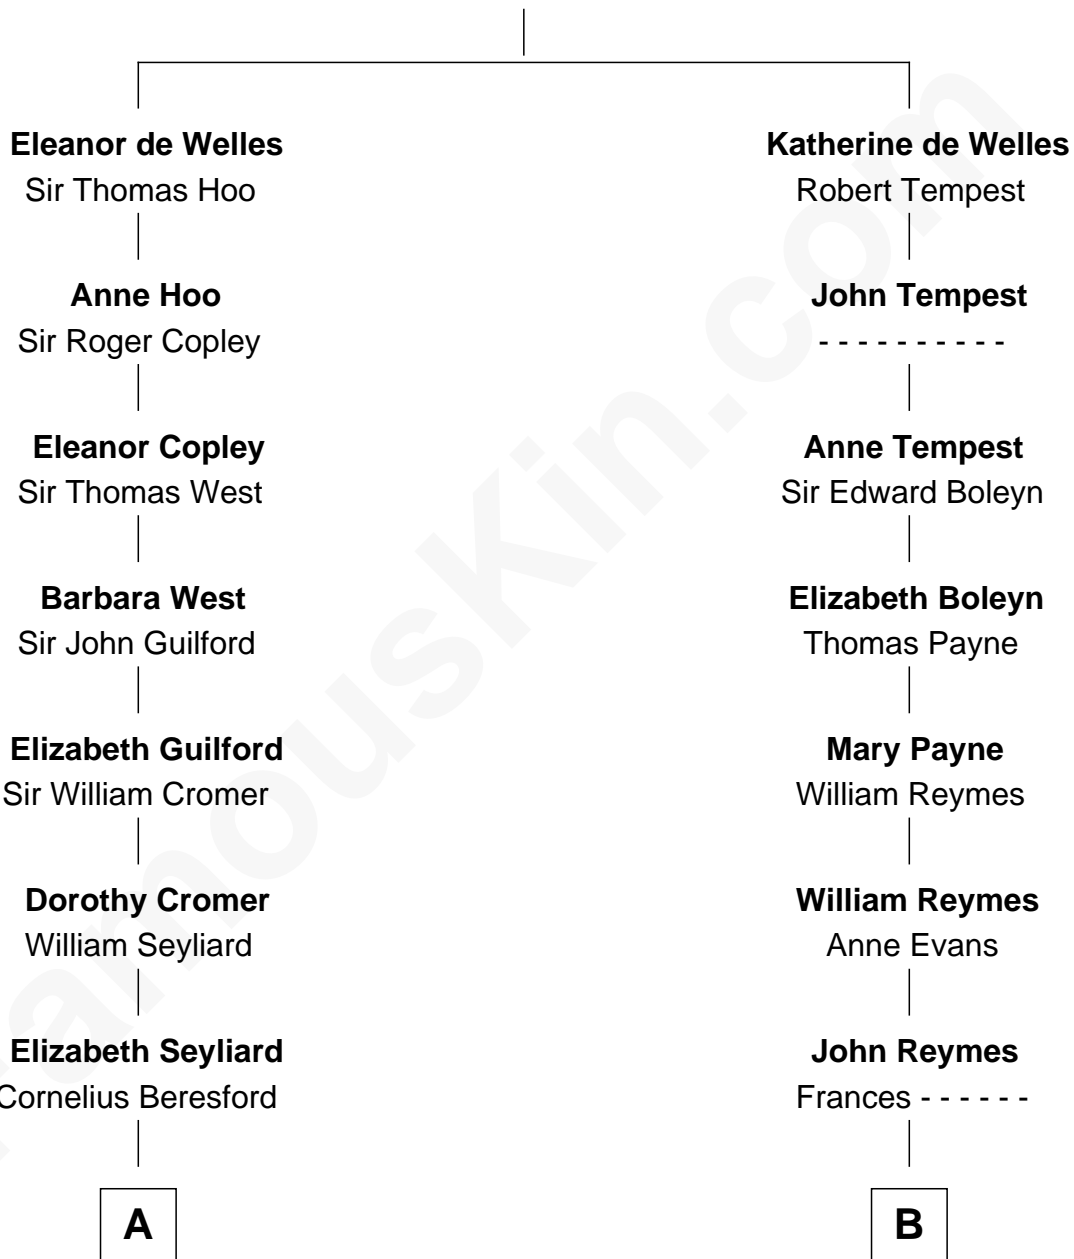 Eleanor de Welles
Sir Thomas Hoo
Anne Hoo
Sir Roger Copley
Eleanor Copley
Sir Thomas West
Barbara West
Sir John Guilford
Elizabeth Guilford
Sir William Cromer
Dorothy Cromer
William Seyliard
Elizabeth Seyliard
Cornelius Beresford
A
Katherine de Welles
Robert Tempest
John Tempest
- - - - - - - - - -
Anne Tempest
Sir Edward Boleyn
Elizabeth Boleyn
Thomas Payne
Mary Payne
William Reymes
William Reymes
Anne Evans
John Reymes
Frances - - - - - -
B
FamousKin.com